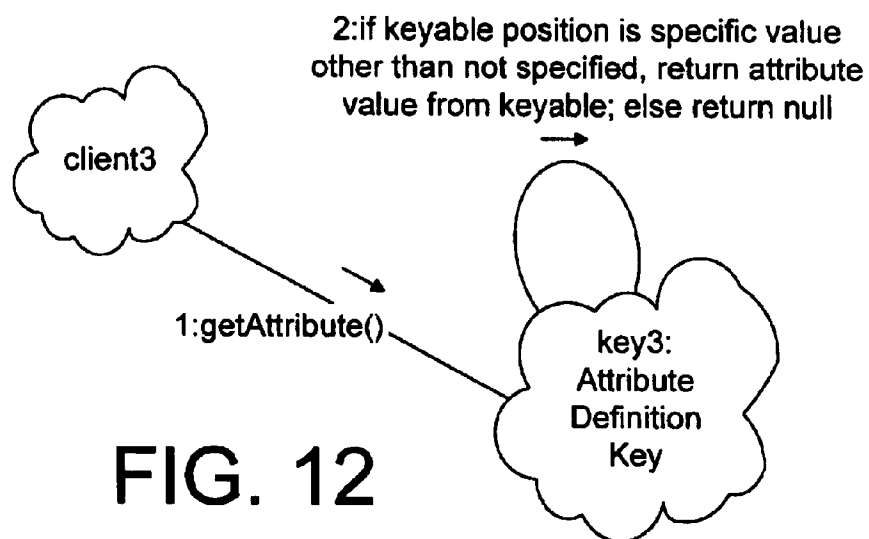 2:if keyable position is specific value
other than not specified, return attribute
value from keyable; else return null
client3
1:getAttribute()
key3:
Attribute
Definition
Key
FIG. 12